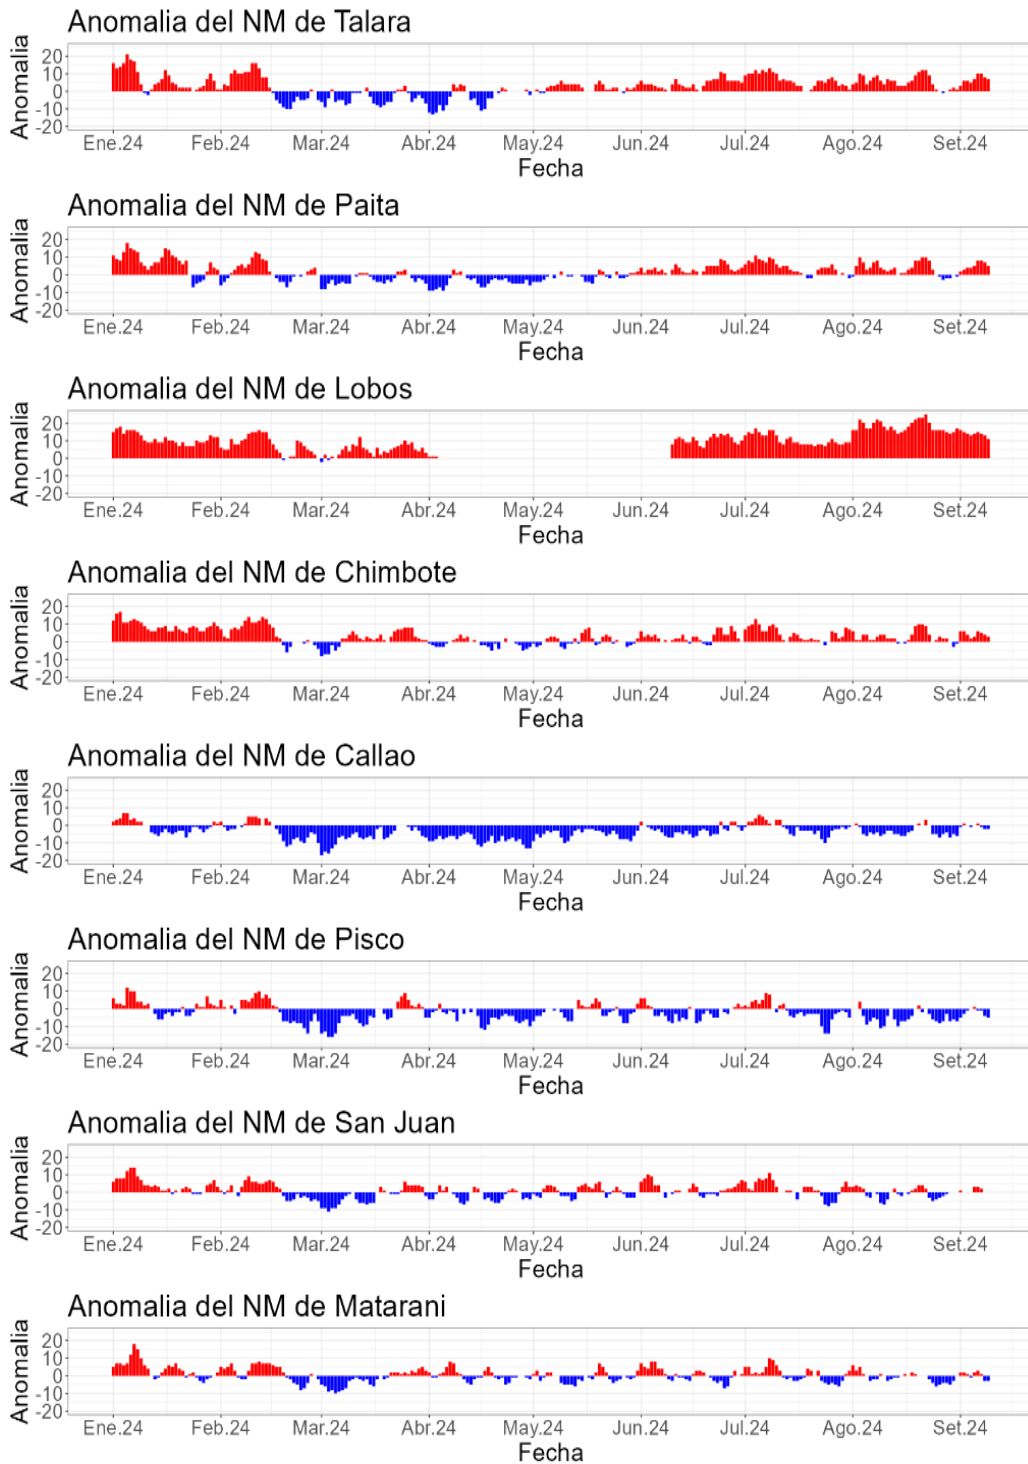 Anomalia del NM de Talara
Anomalia
20
10
0
-10
-20
Ene.24 Feb.24 Mar.24 Abr.24 May.24 Jun.24 Jul.24 Ago.24 Set.24
Fecha
Anomalia del NM de Paita
Anomalia
20
10
0
-10
-20
Ene.24 Feb.24 Mar.24 Abr.24 May.24 Jun.24 Jul.24 Ago.24 Set.24
Fecha
Anomalia del NM de Lobos
Anomalia
20
10
0
-10
-20
Ene.24 Feb.24 Mar.24 Abr.24 May.24 Jun.24 Jul.24 Ago.24 Set.24
Fecha
Anomalia del NM de Chimbote
Anomalia
20
10
0
-10
-20
Ene.24 Feb.24 Mar.24 Abr.24 May.24 Jun.24 Jul.24 Ago.24 Set.24
Fecha
Anomalia del NM de Callao
Anomalia
20
10
0
-10
-20
Ene.24 Feb.24 Mar.24 Abr.24 May.24 Jun.24 Jul.24 Ago.24 Set.24
Fecha
Anomalia del NM de Pisco
Anomalia
20
10
0
-10
-20
Ene.24 Feb.24 Mar.24 Abr.24 May.24 Jun.24 Jul.24 Ago.24 Set.24
Fecha
Anomalia del NM de San Juan
Anomalia
20
10
0
-10
-20
Ene.24 Feb.24 Mar.24 Abr.24 May.24 Jun.24 Jul.24 Ago.24 Set.24
Fecha
Anomalia del NM de Matarani
Anomalia
20
10
0
-10
-20
Ene.24 Feb.24 Mar.24 Abr.24 May.24 Jun.24 Jul.24 Ago.24 Set.24
Fecha